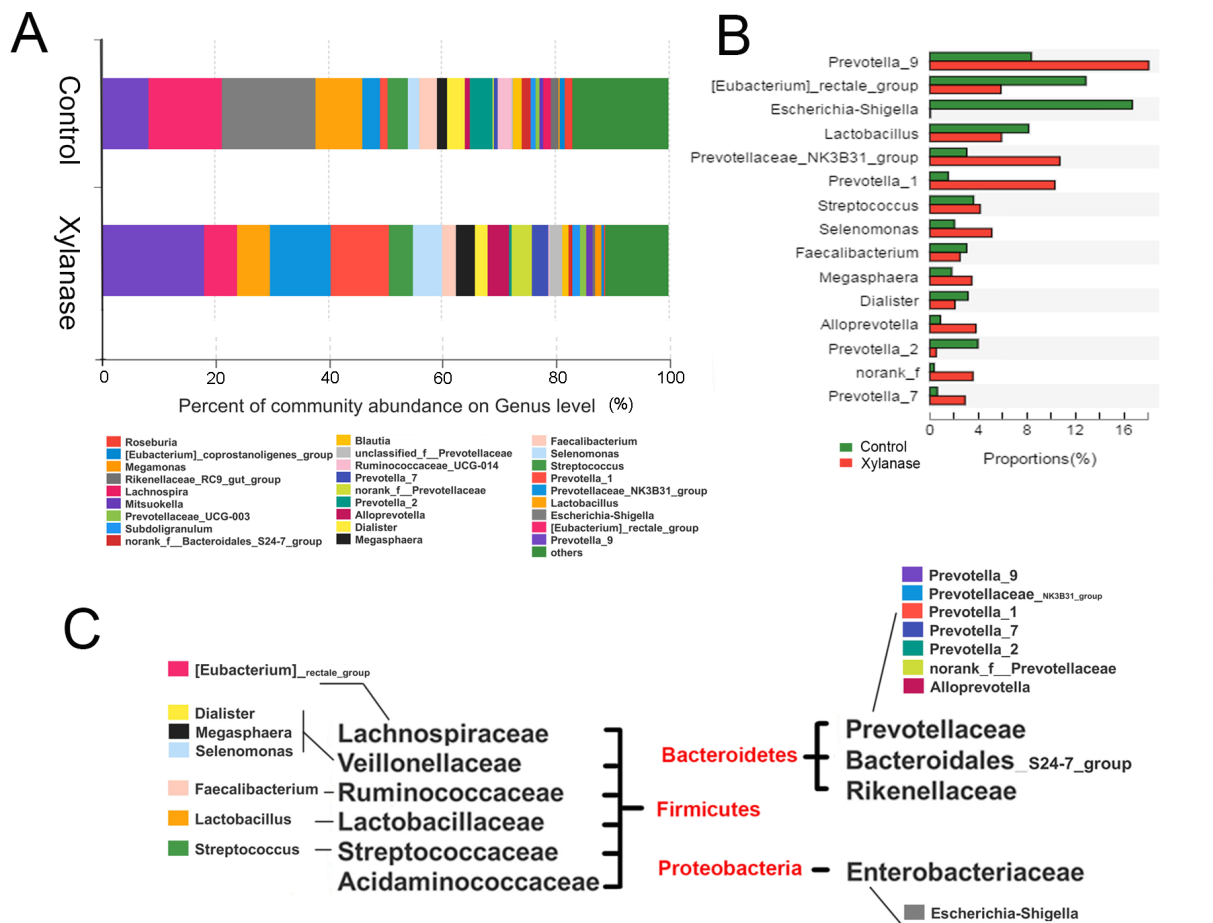 A
Control
Xylanase
0 20 40 60 80 100
Percent of community abundance on Genus level (%)
Roseburia
[Eubacterium]_coprostanoligenes_group
Megamonas
Rikenellaceae_RC9_gut_group
Lachnospira
Mitsuokella
Prevotellaceae_UCG-003
Subdoligranulum
norank_f__Bacteroidales_S24-7_group
Blautia
unclassified_f__Prevotellaceae
Ruminococcaceae_UCG-014
Prevotella_7
norank_f__Prevotellaceae
Prevotella_2
Alloprevotella
Dialister
Megasphaera
Faecalibacterium
Selenomonas
Streptococcus
Prevotella_1
Prevotellaceae_NK3B31_group
Lactobacillus
Escherichia-Shigella
[Eubacterium]_rectale_group
Prevotella_9
others
B
Prevotella_9
[Eubacterium]_rectale_group
Escherichia-Shigella
Lactobacillus
Prevotellaceae_NK3B31_group
Prevotella_1
Streptococcus
Selenomonas
Faecalibacterium
Megasphaera
Dialister
Alloprevotella
Prevotella_2
norank_f
Prevotella_7
0 4 8 12 16
Control
Xylanase
Proportions(%)
C
[Eubacterium]_rectale_group
Dialister
Megasphaera
Selenomonas
Faecalibacterium
Lactobacillus
Streptococcus
Lachnospiraceae
Veillonellaceae
Ruminococcaceae
Lactobacillaceae
Streptococcaceae
Acidaminococcaceae
Bacteroidetes
Firmicutes
Proteobacteria
Prevotella_9
Prevotellaceae_NK3B31_group
Prevotella_1
Prevotella_7
Prevotella_2
norank_f__Prevotellaceae
Alloprevotella
Prevotellaceae
Bacteroidales_S24-7_group
Rikenellaceae
Enterobacteriaceae
Escherichia-Shigella